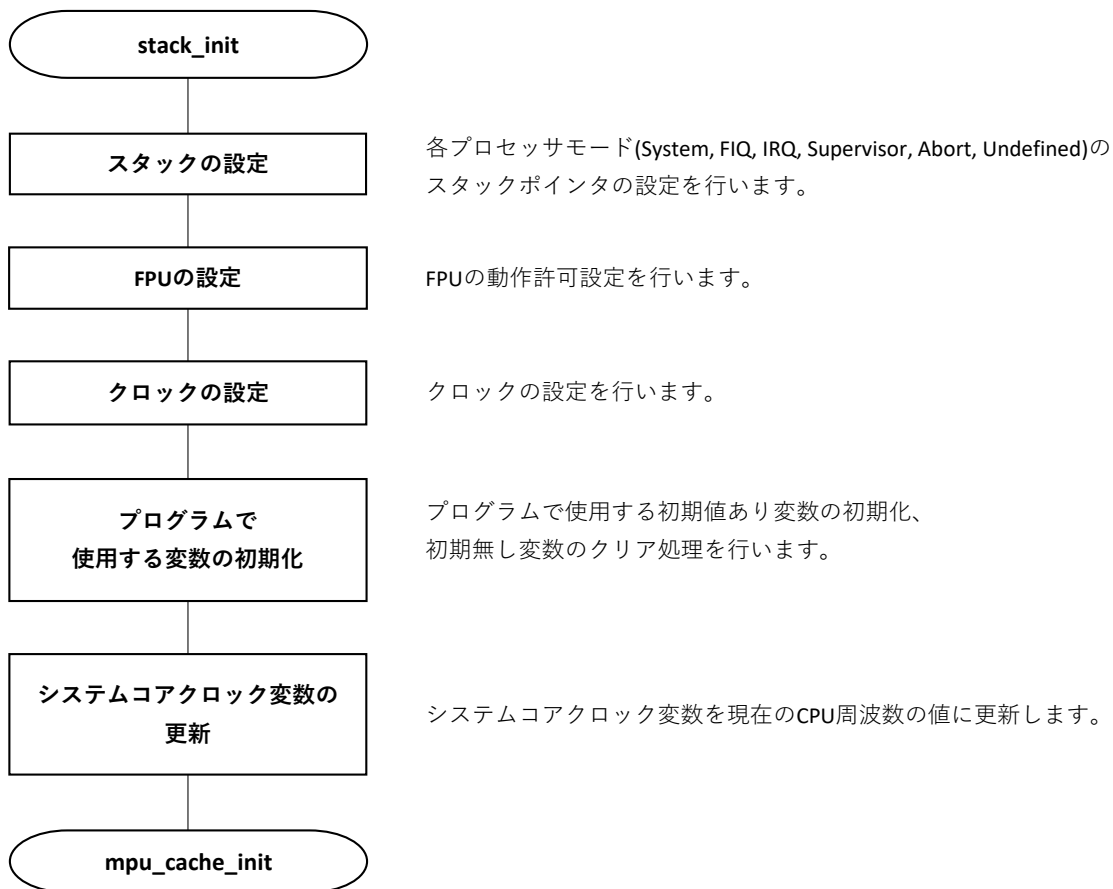 stack_init
スタックの設定
各プロセッサモード(System, FIQ, IRQ, Supervisor, Abort, Undefined)の
スタックポインタの設定を行います。
FPUの設定
FPUの動作許可設定を行います。
クロックの設定
クロックの設定を行います。
プログラムで
使用する変数の初期化
プログラムで使用する初期値あり変数の初期化、
初期無し変数のクリア処理を行います。
システムコアクロック変数の
更新
システムコアクロック変数を現在のCPU周波数の値に更新します。
mpu_cache_init